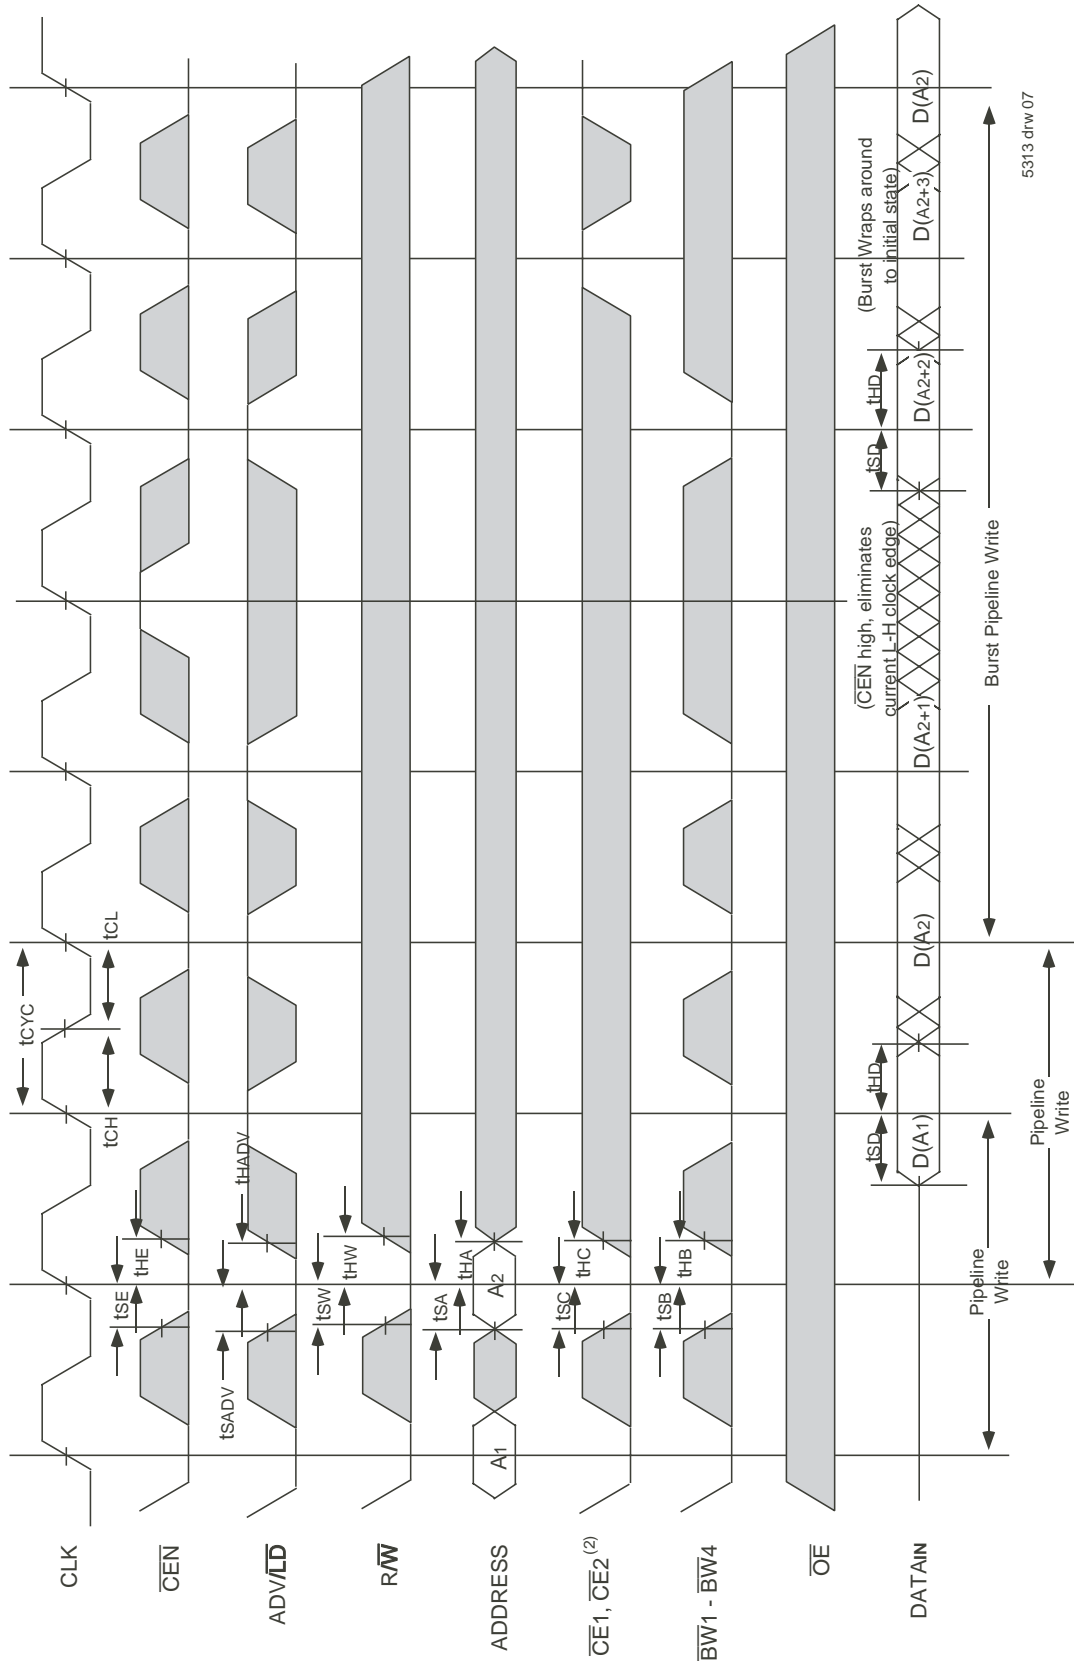 tCYC
tCH
tCL
CLK
tSE
tHE
CEN
tSADV
tHADV
ADV/LD
tSW
tHW
R/W
tSA
tHA
A1
A2
ADDRESS
tSC
tHC
CE1, CE2 (2)
tSB
tHB
BW1 - BW4
OE
(CEN high, eliminates
current L-H clock edge)
(Burst Wraps around
to initial state)
tSD
tHD
tSD
tHD
D(A1)
D(A2)
D(A2+1)
D(A2+2)
D(A2+3)
D(A2)
DATAIN
Pipeline
Write
Burst Pipeline Write
Pipeline
Write
5313 drw 07